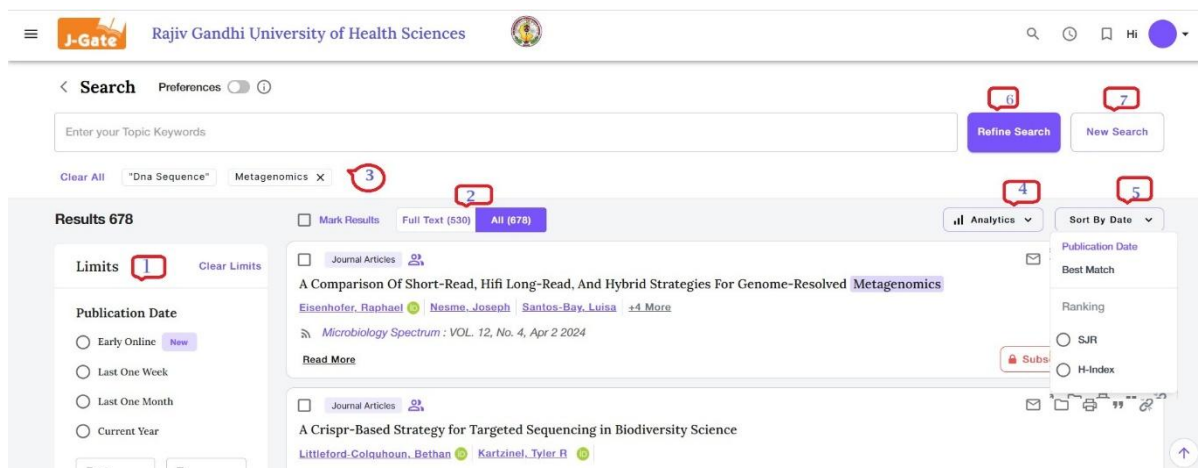 J-Gate Rajiv Gandhi University of Health Sciences Hi
Search Preferences
6 7
Enter your Topic Keywords Refine Search New Search
Clear All "Dna Sequence" Metagenomics X 3
2 4 5
Results 678 Mark Results Full Text (530) All (678) Analytics Sort By Date
Limits 1 Clear Limits
Publication Date
Early Online New
Last One Week
Last One Month
Current Year
Journal Articles
A Comparison Of Short-Read, Hifi Long-Read, And Hybrid Strategies For Genome-Resolved Metagenomics
Eisenhofer, Raphael iD Nesme, Joseph Santos-Bay, Luisa +4 More
Microbiology Spectrum : VOL. 12, No. 4, Apr 2 2024
Read More
Subs
Publication Date
Best Match
Ranking
SJR
H-Index
Journal Articles
A Crispr-Based Strategy for Targeted Sequencing in Biodiversity Science
Littleford-Colquhoun, Bethan iD Kartzinel, Tyler R iD